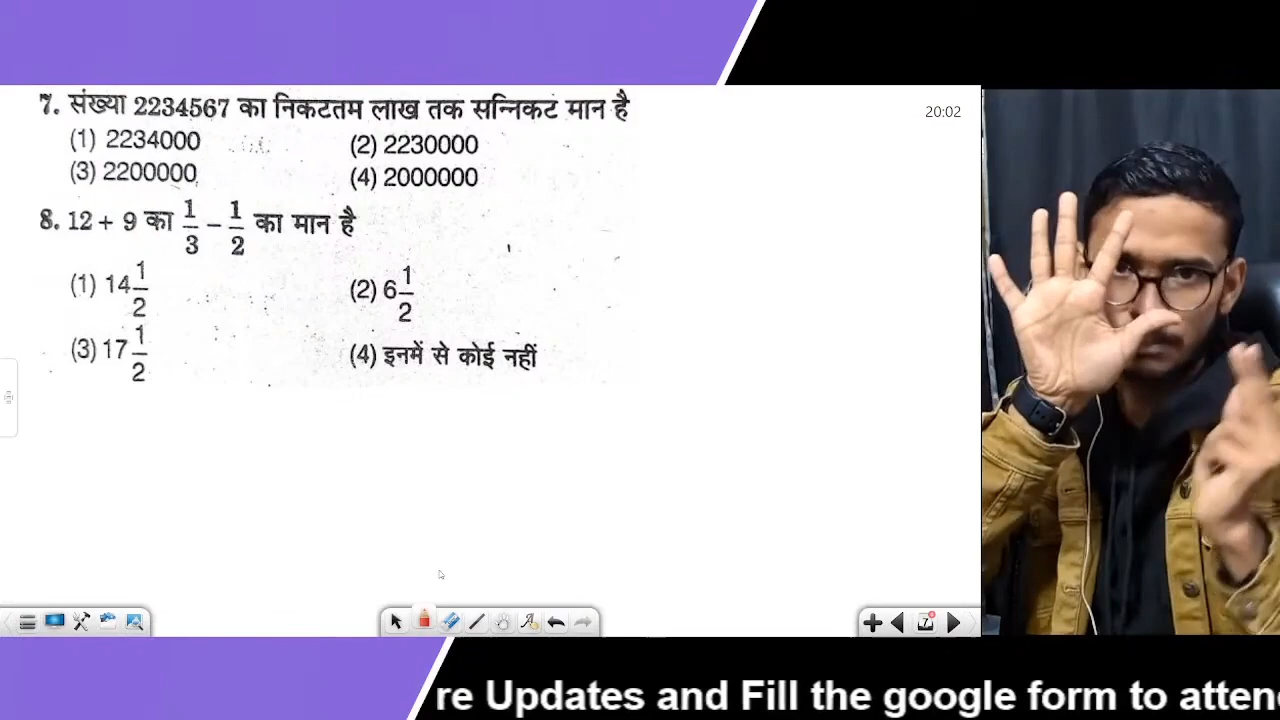 7. संख्या 2234567 का निकटतम लाख तक सन्निकट मान है
(1) 2234000 (2) 2230000
(3) 2200000 (4) 2000000
8. 12 + 9 का 1/3 − 1/2 का मान है
(1) 14 1/2 (2) 6 1/2
(3) 17 1/2 (4) इनमें से कोई नहीं
20:02
7
re Updates and Fill the google form to atten